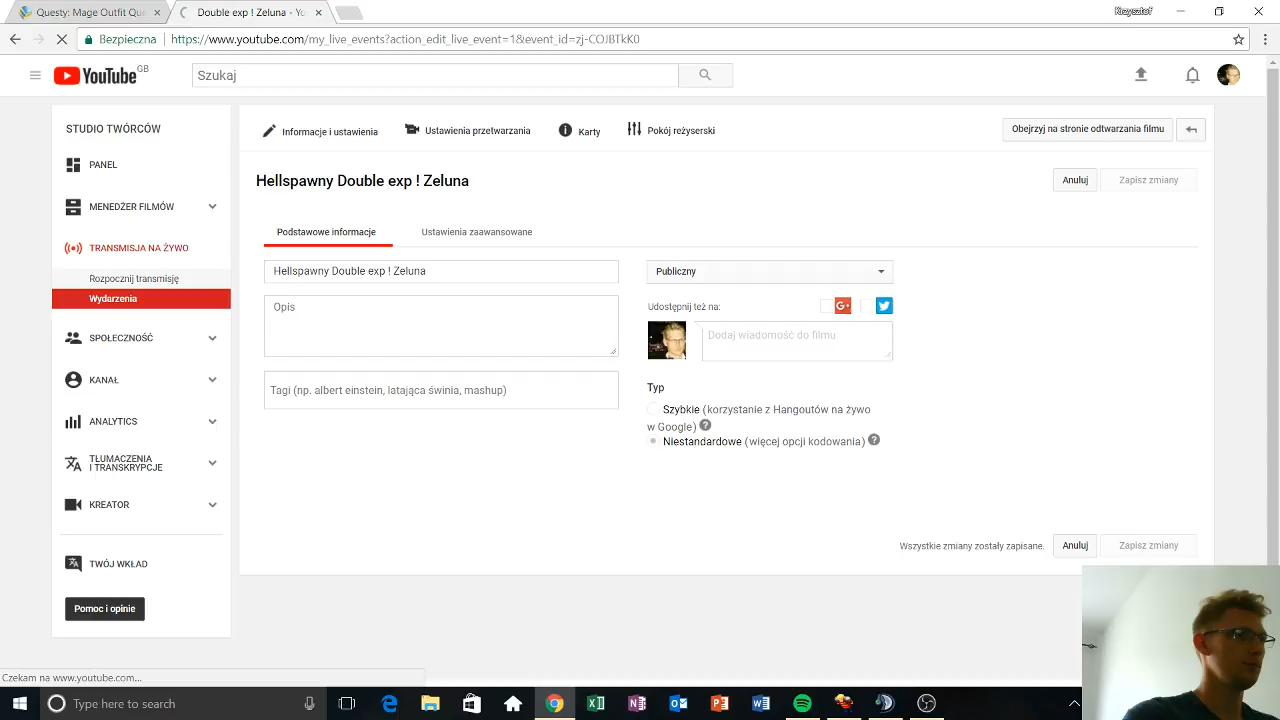 Questy: Mage Outfit Qu
Double exp ! Zeluna - Yo
Krzysztof
Bezpieczna
https://www.youtube.com/my_live_events?action_edit_live_event=1&event_id=zj-COJBTkK0
YouTube GB
Szukaj
STUDIO TWÓRCÓW
PANEL
MENEDŻER FILMÓW
TRANSMISJA NA ŻYWO
Rozpocznij transmisję
Wydarzenia
SPOŁECZNOŚĆ
KANAŁ
ANALYTICS
TŁUMACZENIA
I TRANSKRYPCJE
KREATOR
TWÓJ WKŁAD
Pomoc i opinie
Informacje i ustawienia
Ustawienia przetwarzania
Karty
Pokój reżyserski
Obejrzyj na stronie odtwarzania filmu
Hellspawny Double exp ! Zeluna
Anuluj
Zapisz zmiany
Podstawowe informacje
Ustawienia zaawansowane
Hellspawny Double exp ! Zeluna
Opis
Tagi (np. albert einstein, latająca świnia, mashup)
Publiczny
Udostępnij też na:
G+
Dodaj wiadomość do filmu
Typ
Szybkie (korzystanie z Hangoutów na żywo
w Google) ?
Niestandardowe (więcej opcji kodowania) ?
Wszystkie zmiany zostały zapisane.
Anuluj
Zapisz zmiany
Czekam na www.youtube.com...
Type here to search